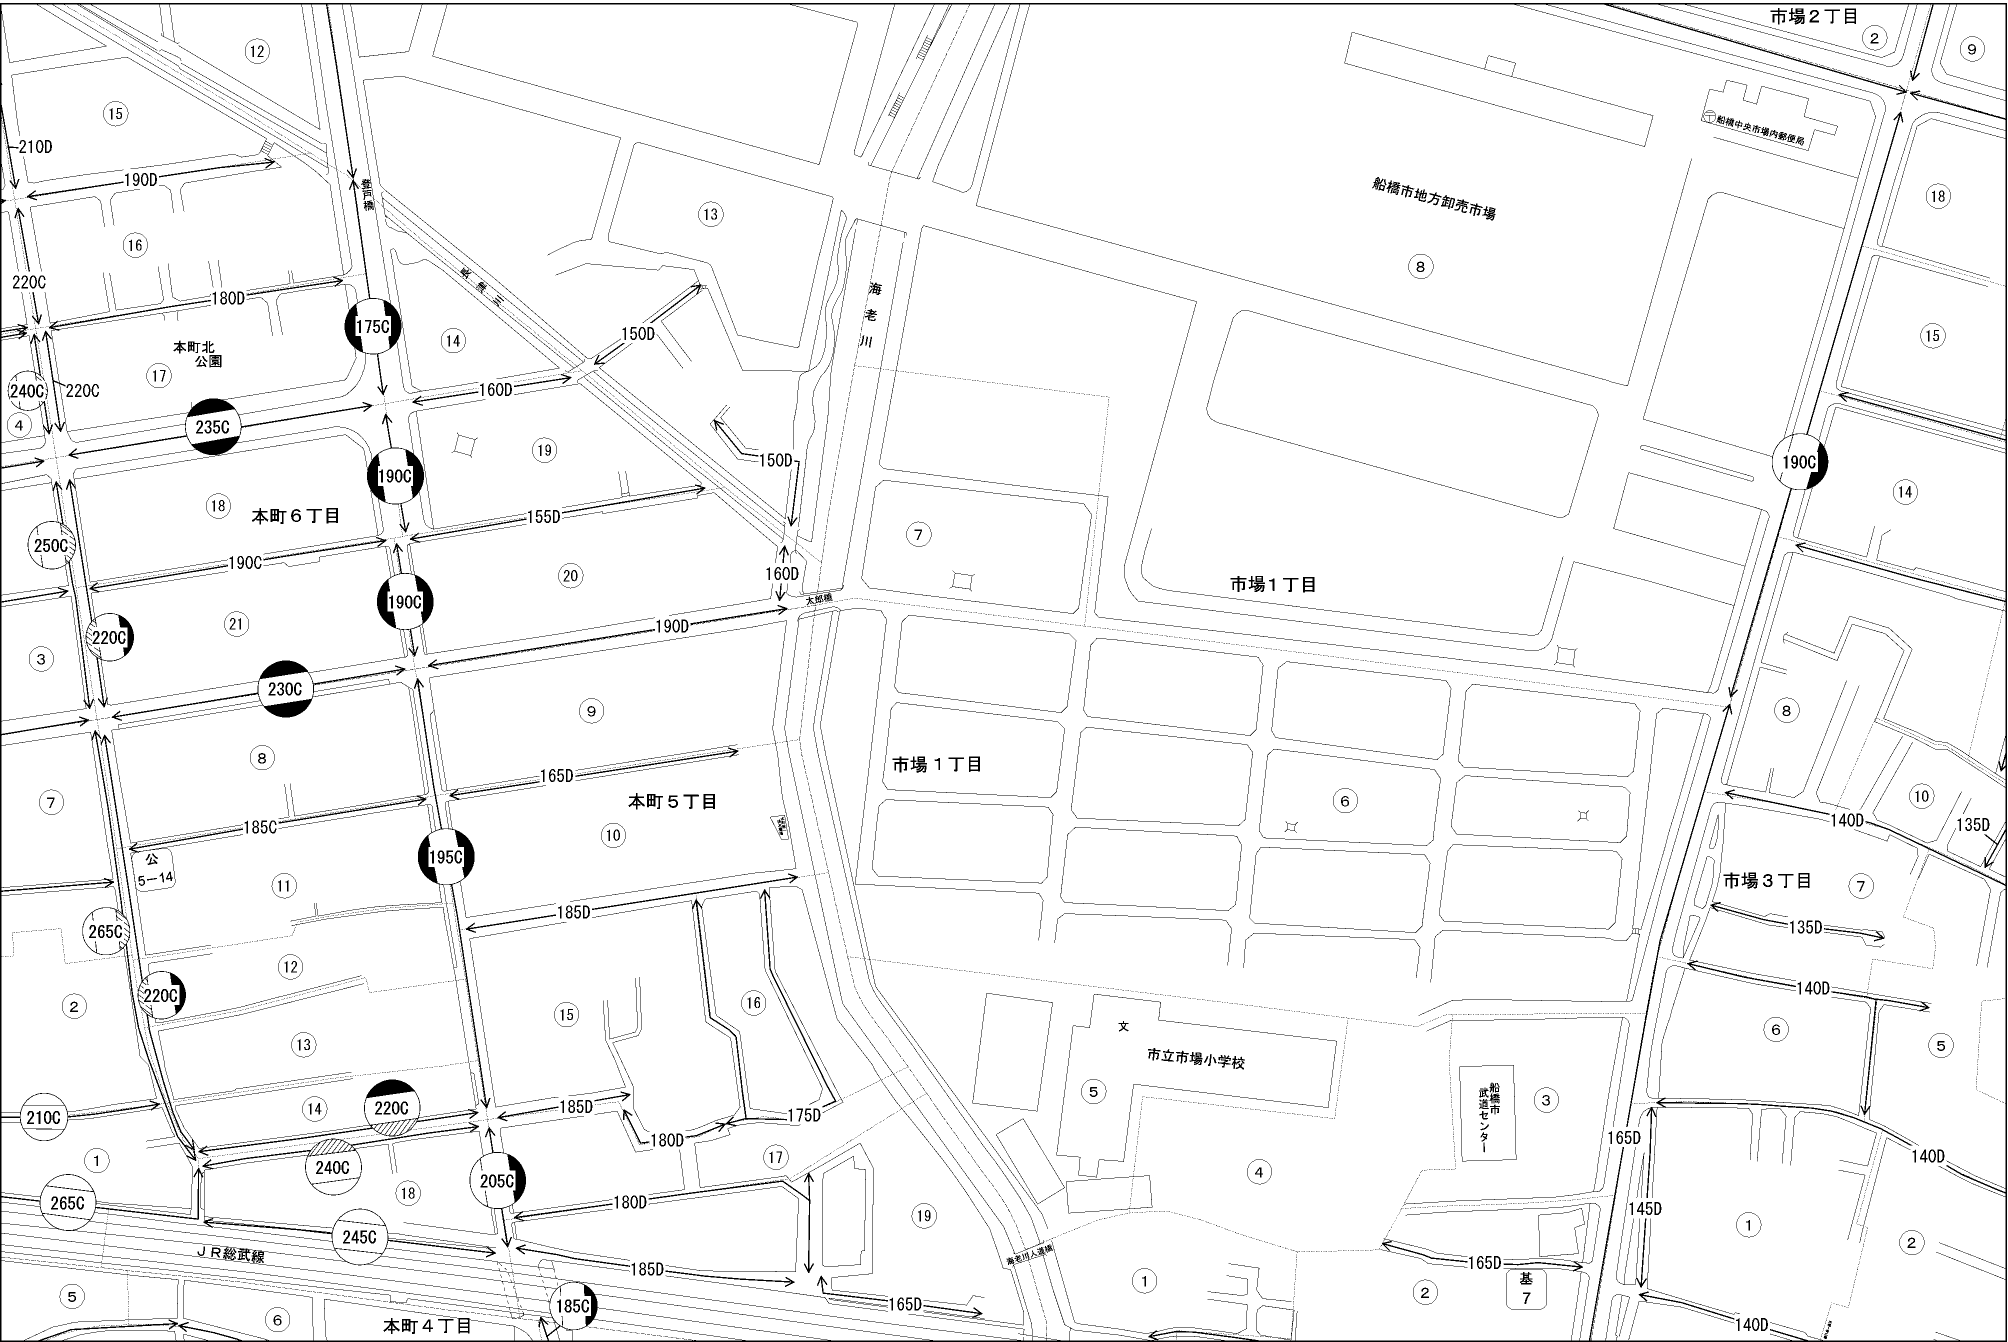 市場２丁目
2
9
12
15
210D
190D
登戸橋
〒船橋中央市場内郵便局
船橋市地方卸売市場
13
18
16
8
220C
180D
海老川
175C
150D
14
15
本町北
公園
17
240C
220C
160D
4
235C
19
150D
190C
190C
14
18
本町６丁目
155D
7
250C
190C
20
160D
市場１丁目
太郎橋
190C
220C
21
190D
3
230C
9
8
8
市場１丁目
165D
7
本町５丁目
6
10
140D
185C
10
135D
195C
公
5－14
11
市場３丁目
7
185D
135D
265C
12
140D
220C
16
2
15
文
市立市場小学校
6
5
13
5
船橋市
武道センター
3
210C
14
220C
185D
175D
180D
165D
140D
1
240C
17
4
265C
18
205C
180D
19
145D
1
2
245C
ＪＲ総武線
185D
海老川人道橋
165D
1
基
7
2
5
6
本町４丁目
185C
165D
140D